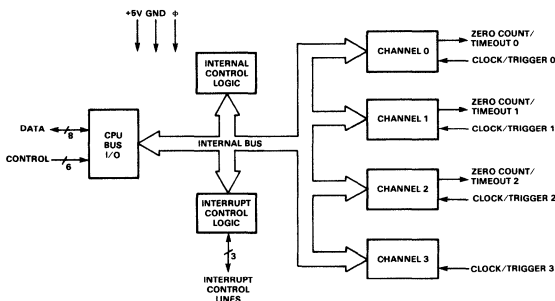 +5V GND Φ
INTERNAL
CONTROL
LOGIC
DATA
8
CONTROL
6
CPU
BUS
I/O
INTERNAL BUS
INTERRUPT
CONTROL
LOGIC
3
INTERRUPT
CONTROL
LINES
CHANNEL 0
ZERO COUNT/
TIMEOUT 0
CLOCK/TRIGGER 0
CHANNEL 1
ZERO COUNT/
TIMEOUT 1
CLOCK/TRIGGER 1
CHANNEL 2
ZERO COUNT/
TIMEOUT 2
CLOCK/TRIGGER 2
CHANNEL 3
CLOCK/TRIGGER 3